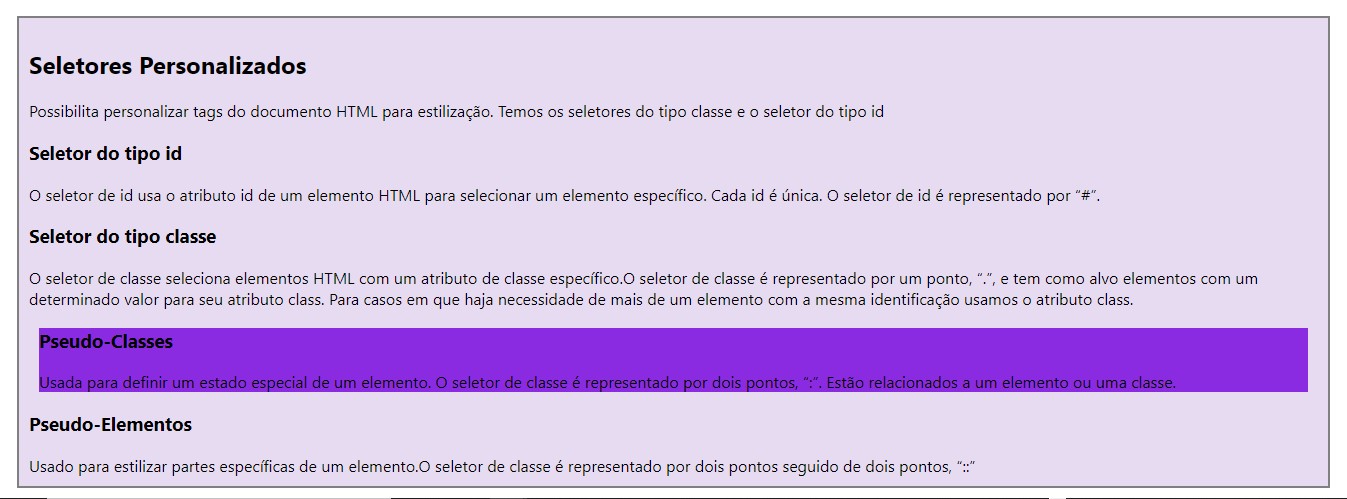 Seletores Personalizados
Possibilita personalizar tags do documento HTML para estilização. Temos os seletores do tipo classe e o seletor do tipo id
Seletor do tipo id
O seletor de id usa o atributo id de um elemento HTML para selecionar um elemento específico. Cada id é única. O seletor de id é representado por “#”.
Seletor do tipo classe
O seletor de classe seleciona elementos HTML com um atributo de classe específico.O seletor de classe é representado por um ponto, “.”, e tem como alvo elementos com um
determinado valor para seu atributo class. Para casos em que haja necessidade de mais de um elemento com a mesma identificação usamos o atributo class.
Pseudo-Classes
Usada para definir um estado especial de um elemento. O seletor de classe é representado por dois pontos, “:”. Estão relacionados a um elemento ou uma classe.
Pseudo-Elementos
Usado para estilizar partes específicas de um elemento.O seletor de classe é representado por dois pontos seguido de dois pontos, “::”